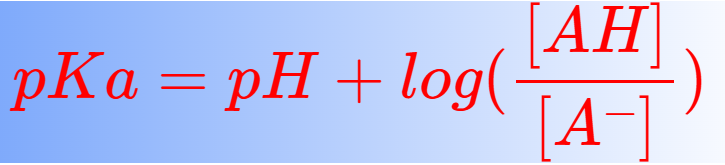 pKa = pH + log([AH]/[A⁻])